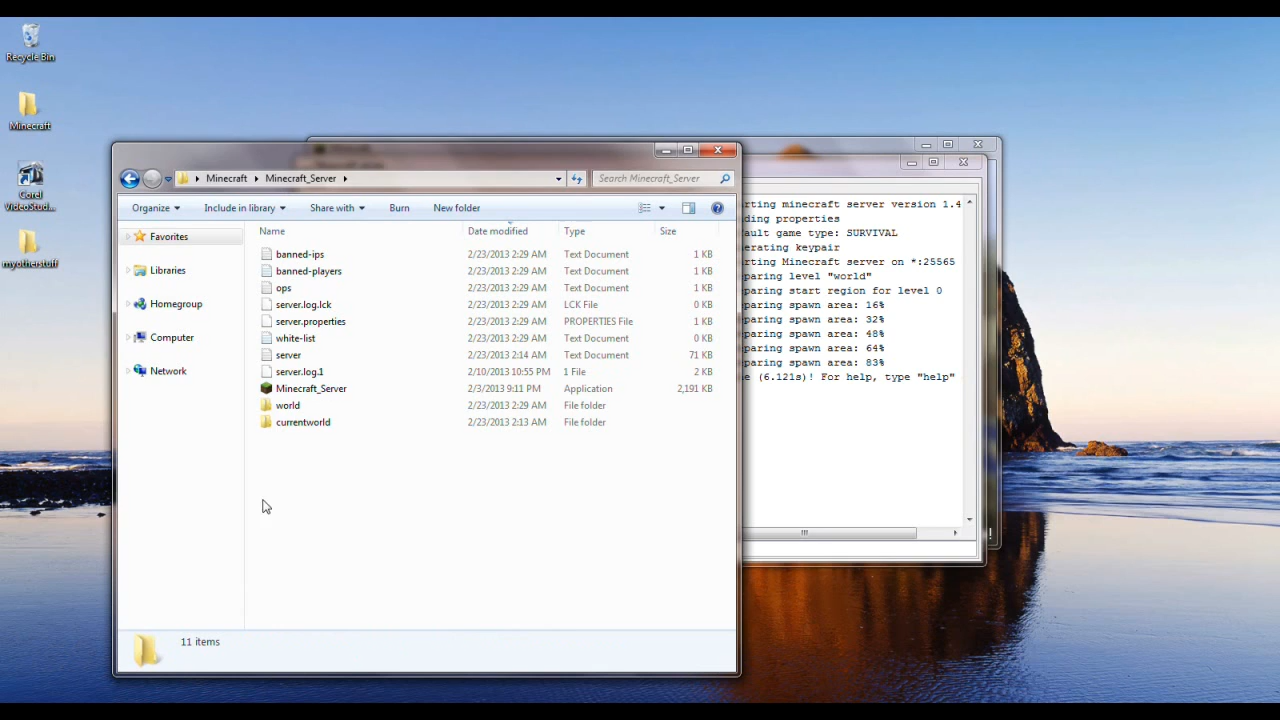 Recycle Bin
Minecraft
Corel
VideoStud...
myotherstuff
Minecraft Minecraft_Server
Search Minecraft_Server
Organize Include in library Share with Burn New folder
Name Date modified Type Size
Favorites
Libraries
Homegroup
Computer
Network
banned-ips 2/23/2013 2:29 AM Text Document 1 KB
banned-players 2/23/2013 2:29 AM Text Document 1 KB
ops 2/23/2013 2:29 AM Text Document 1 KB
server.log.lck 2/23/2013 2:29 AM LCK File 0 KB
server.properties 2/23/2013 2:29 AM PROPERTIES File 1 KB
white-list 2/23/2013 2:29 AM Text Document 0 KB
server 2/23/2013 2:14 AM Text Document 71 KB
server.log.1 2/10/2013 10:55 PM 1 File 2 KB
Minecraft_Server 2/3/2013 9:11 PM Application 2,191 KB
world 2/23/2013 2:29 AM File folder
currentworld 2/23/2013 2:13 AM File folder
11 items
rting minecraft server version 1.4
ding properties
ault game type: SURVIVAL
erating keypair
rting Minecraft server on *:25565
paring level "world"
paring start region for level 0
paring spawn area: 16%
paring spawn area: 32%
paring spawn area: 48%
paring spawn area: 64%
paring spawn area: 83%
e (6.121s)! For help, type "help"